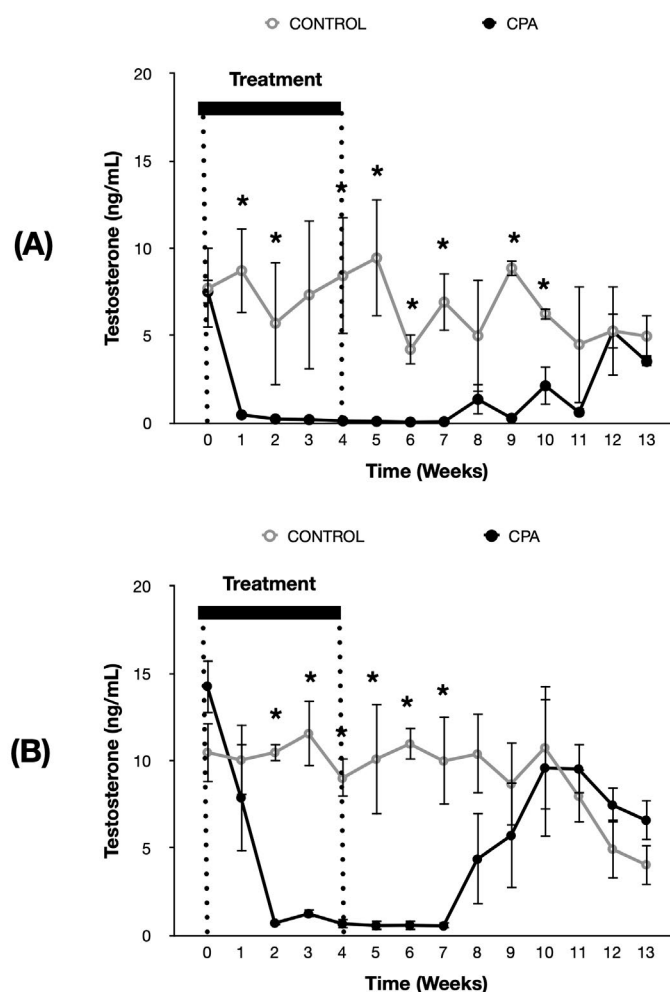 CONTROL CPA
(A)
Treatment
Testosterone (ng/mL)
20
15
10
5
0
* * * * * * * *
0 1 2 3 4 5 6 7 8 9 10 11 12 13
Time (Weeks)
CONTROL CPA
(B)
Treatment
Testosterone (ng/mL)
20
15
10
5
0
* * * * * *
0 1 2 3 4 5 6 7 8 9 10 11 12 13
Time (Weeks)